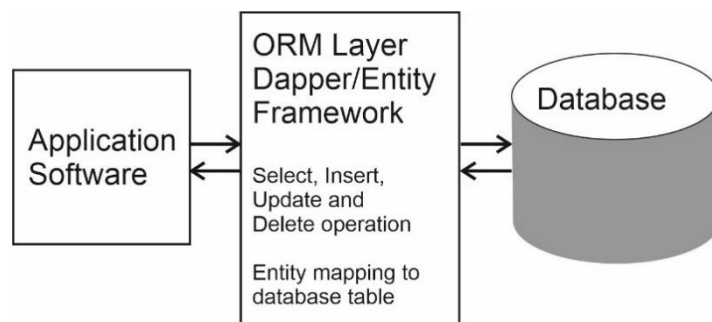 Application
Software
ORM Layer
Dapper/Entity
Framework
Select, Insert,
Update and
Delete operation
Entity mapping to
database table
Database